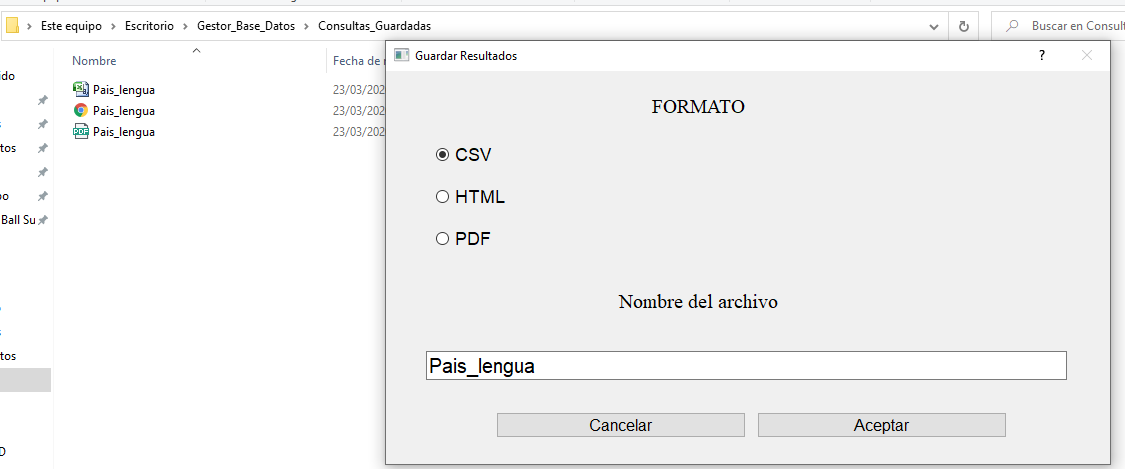 Este equipo > Escritorio > Gestor_Base_Datos > Consultas_Guardadas
Buscar en Consult
Nombre
Fecha de
Pais_lengua
23/03/202
Pais_lengua
23/03/202
Pais_lengua
23/03/202
ido
s
tos
po
Ball Su
s
tos
D
Guardar Resultados
?
FORMATO
CSV
HTML
PDF
Nombre del archivo
Pais_lengua
Cancelar
Aceptar